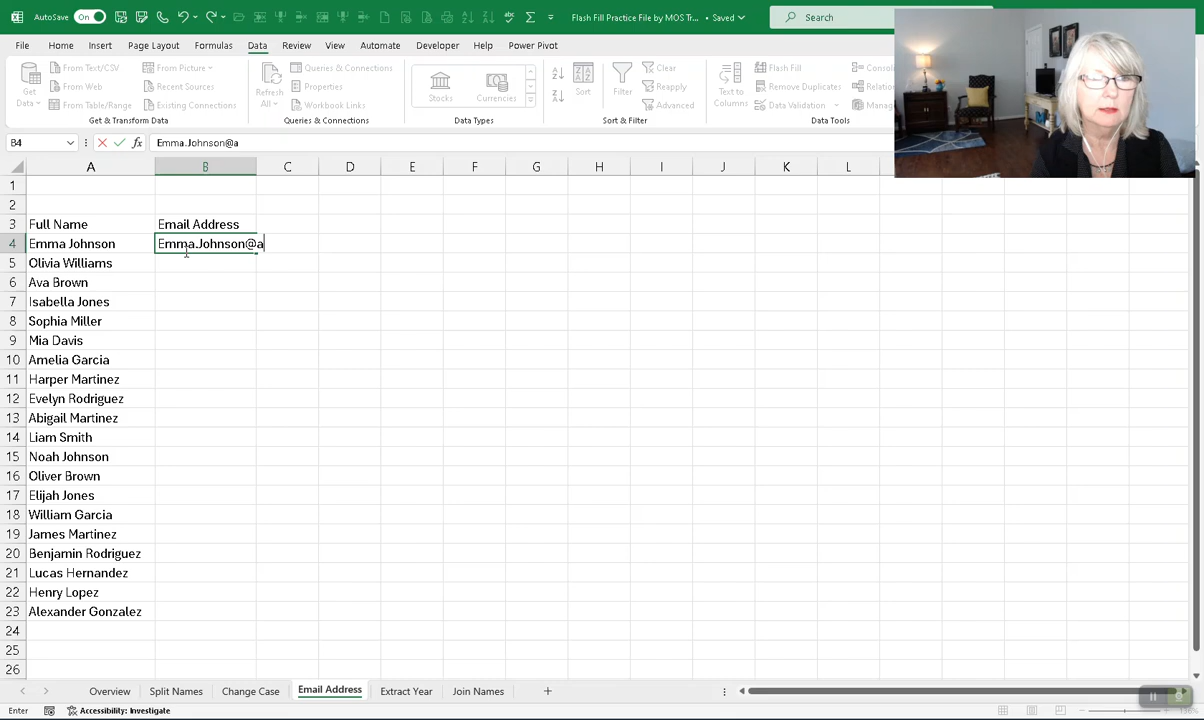 AutoSave On Flash Fill Practice File by MOS Tr... • Saved Search
File Home Insert Page Layout Formulas Data Review View Automate Developer Help Power Pivot
Get Data From Text/CSV From Picture Refresh All Queries & Connections Stocks Currencies Sort Filter Clear Text to Columns Flash Fill
From Web Recent Sources Properties Reapply Remove Duplicates
From Table/Range Existing Connections Workbook Links Advanced Data Validation
Get & Transform Data Queries & Connections Data Types Sort & Filter Data Tools
B4 fx Emma.Johnson@a
A B C D E F G H I J K L
1
2
3 Full Name Email Address
4 Emma Johnson Emma.Johnson@a
5 Olivia Williams
6 Ava Brown
7 Isabella Jones
8 Sophia Miller
9 Mia Davis
10 Amelia Garcia
11 Harper Martinez
12 Evelyn Rodriguez
13 Abigail Martinez
14 Liam Smith
15 Noah Johnson
16 Oliver Brown
17 Elijah Jones
18 William Garcia
19 James Martinez
20 Benjamin Rodriguez
21 Lucas Hernandez
22 Henry Lopez
23 Alexander Gonzalez
24
25
26
Overview Split Names Change Case Email Address Extract Year Join Names
Enter Accessibility: Investigate